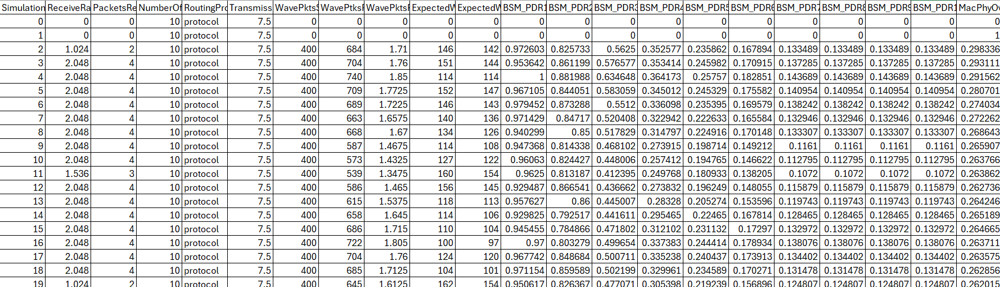 Simulation ReceiveRa PacketsRe NumberOf RoutingPro Transmiss WavePktsS WavePtksR WavePktsP ExpectedW ExpectedW BSM_PDR1 BSM_PDR2 BSM_PDR3 BSM_PDR4 BSM_PDR5 BSM_PDR6 BSM_PDR7 BSM_PDR8 BSM_PDR9 BSM_PDR1 MacPhyOv
0 0 0 10 protocol 7.5 0 0 0 0 0 0 0 0 0 0 0 0 0 0 0 0
1 0 0 10 protocol 7.5 0 0 0 0 0 0 0 0 0 0 0 0 0 0 0 1
2 1.024 2 10 protocol 7.5 400 684 1.71 146 142 0.972603 0.825733 0.5625 0.352577 0.235862 0.167894 0.133489 0.133489 0.133489 0.133489 0.298336
3 2.048 4 10 protocol 7.5 400 704 1.76 151 144 0.953642 0.861199 0.576577 0.353414 0.245982 0.170915 0.137285 0.137285 0.137285 0.137285 0.293111
4 2.048 4 10 protocol 7.5 400 740 1.85 114 114 1 0.881988 0.634648 0.364173 0.25757 0.182851 0.143689 0.143689 0.143689 0.143689 0.291562
5 2.048 4 10 protocol 7.5 400 709 1.7725 152 147 0.967105 0.844051 0.583059 0.345012 0.245329 0.175582 0.140954 0.140954 0.140954 0.140954 0.280701
6 2.048 4 10 protocol 7.5 400 689 1.7225 146 143 0.979452 0.873288 0.5512 0.336098 0.235395 0.169579 0.138242 0.138242 0.138242 0.138242 0.274034
7 2.048 4 10 protocol 7.5 400 663 1.6575 140 136 0.971429 0.84717 0.520408 0.322942 0.222633 0.165584 0.132946 0.132946 0.132946 0.132946 0.272262
8 2.048 4 10 protocol 7.5 400 668 1.67 134 126 0.940299 0.85 0.517829 0.314797 0.224916 0.170148 0.133307 0.133307 0.133307 0.133307 0.268643
9 2.048 4 10 protocol 7.5 400 587 1.4675 114 108 0.947368 0.814338 0.468102 0.273915 0.198714 0.149212 0.1161 0.1161 0.1161 0.1161 0.265907
10 2.048 4 10 protocol 7.5 400 573 1.4325 127 122 0.96063 0.824427 0.448006 0.257412 0.194765 0.146622 0.112795 0.112795 0.112795 0.112795 0.263766
11 1.536 3 10 protocol 7.5 400 539 1.3475 160 154 0.9625 0.813187 0.412395 0.249768 0.180933 0.138205 0.1072 0.1072 0.1072 0.1072 0.263862
12 2.048 4 10 protocol 7.5 400 586 1.465 156 145 0.929487 0.866541 0.436662 0.273832 0.196249 0.148055 0.115879 0.115879 0.115879 0.115879 0.262736
13 2.048 4 10 protocol 7.5 400 615 1.5375 118 113 0.957627 0.86 0.445007 0.28328 0.205274 0.153596 0.119743 0.119743 0.119743 0.119743 0.264246
14 2.048 4 10 protocol 7.5 400 658 1.645 114 106 0.929825 0.792517 0.441611 0.295465 0.22465 0.167814 0.128465 0.128465 0.128465 0.128465 0.265189
15 2.048 4 10 protocol 7.5 400 686 1.715 110 104 0.945455 0.784866 0.471802 0.312102 0.231132 0.17297 0.132972 0.132972 0.132972 0.132972 0.264665
16 2.048 4 10 protocol 7.5 400 722 1.805 100 97 0.97 0.803279 0.499654 0.337383 0.244414 0.178934 0.138076 0.138076 0.138076 0.138076 0.263711
17 2.048 4 10 protocol 7.5 400 704 1.76 124 120 0.967742 0.848684 0.500711 0.335238 0.240437 0.173913 0.134402 0.134402 0.134402 0.134402 0.263575
18 2.048 4 10 protocol 7.5 400 685 1.7125 104 101 0.971154 0.859589 0.502199 0.329961 0.234589 0.170271 0.131478 0.131478 0.131478 0.131478 0.262856
19 1.024 2 10 protocol 7.5 400 645 1.6125 162 154 0.950617 0.826367 0.477071 0.305398 0.219239 0.156896 0.124807 0.124807 0.124807 0.124807 0.262015